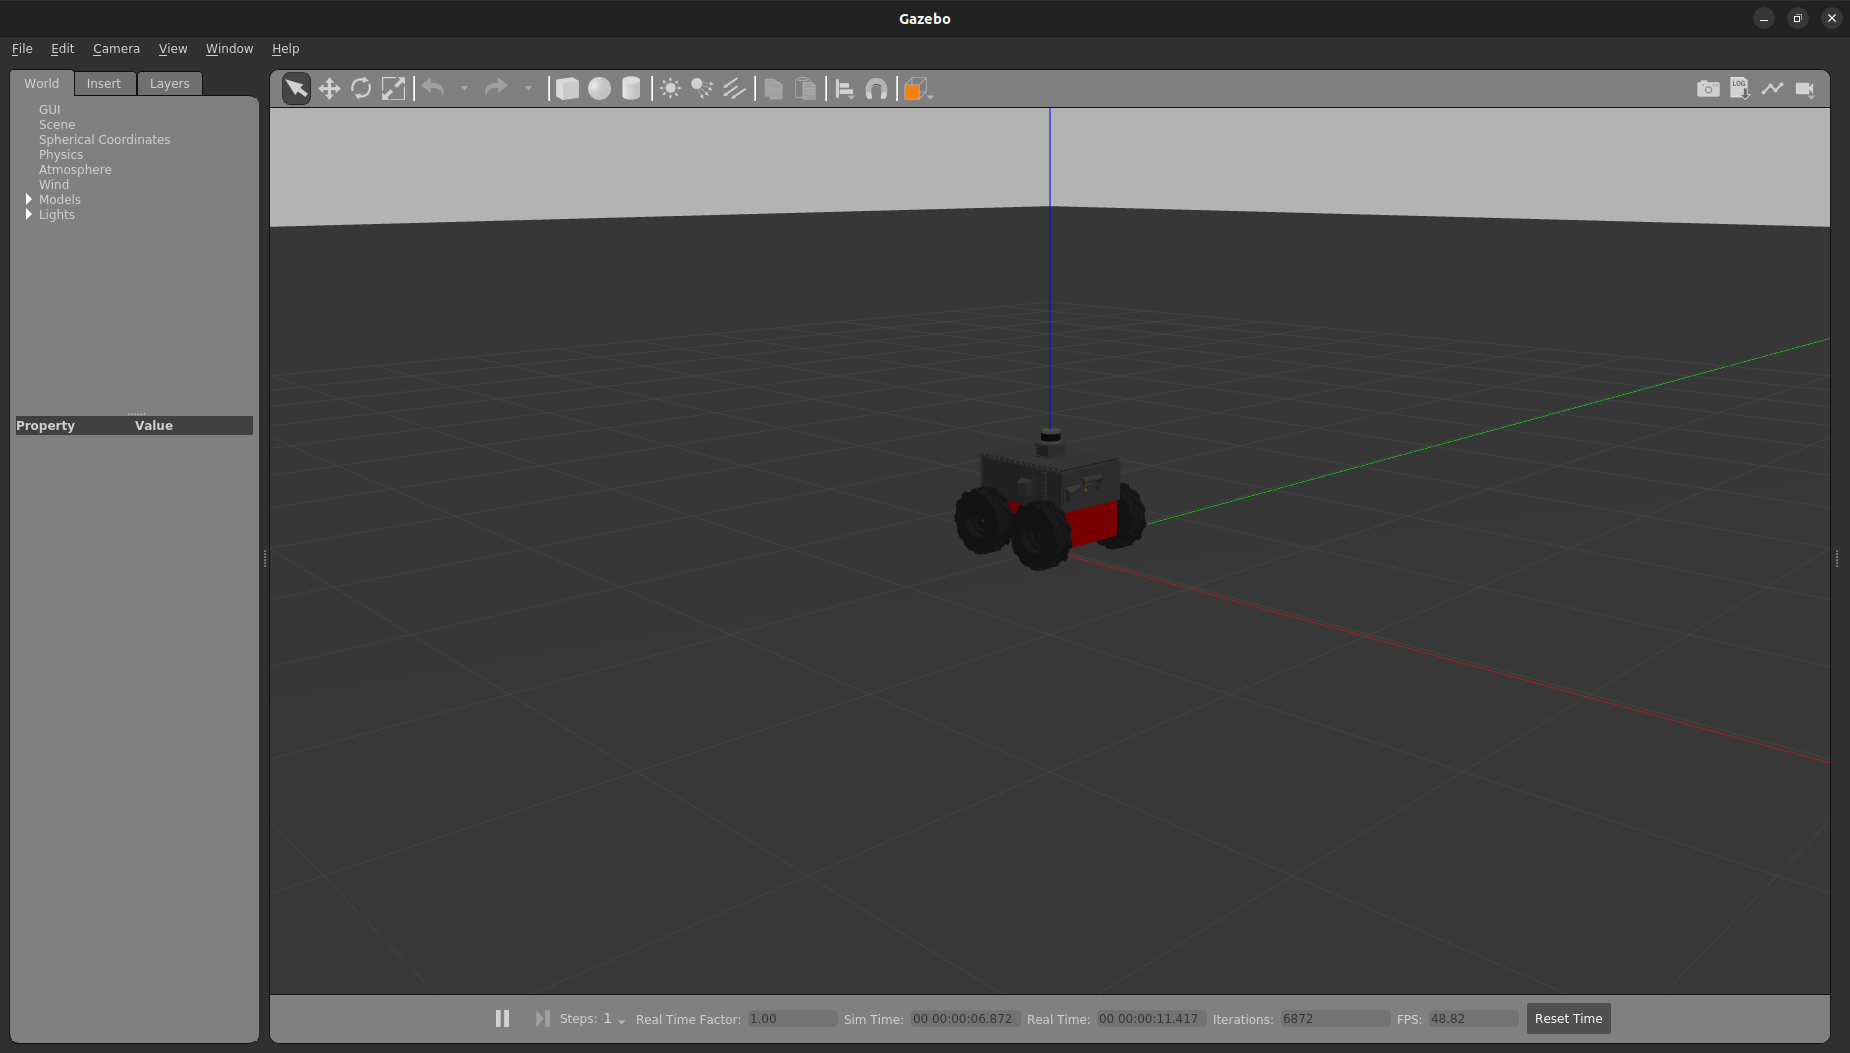 Gazebo
File Edit Camera View Window Help
World Insert Layers
LOG
GUI
Scene
Spherical Coordinates
Physics
Atmosphere
Wind
Models
Lights
Property Value
Steps: 1 Real Time Factor: 1.00 Sim Time: 00 00:00:06.872 Real Time: 00 00:00:11.417 Iterations: 6872 FPS: 48.82 Reset Time